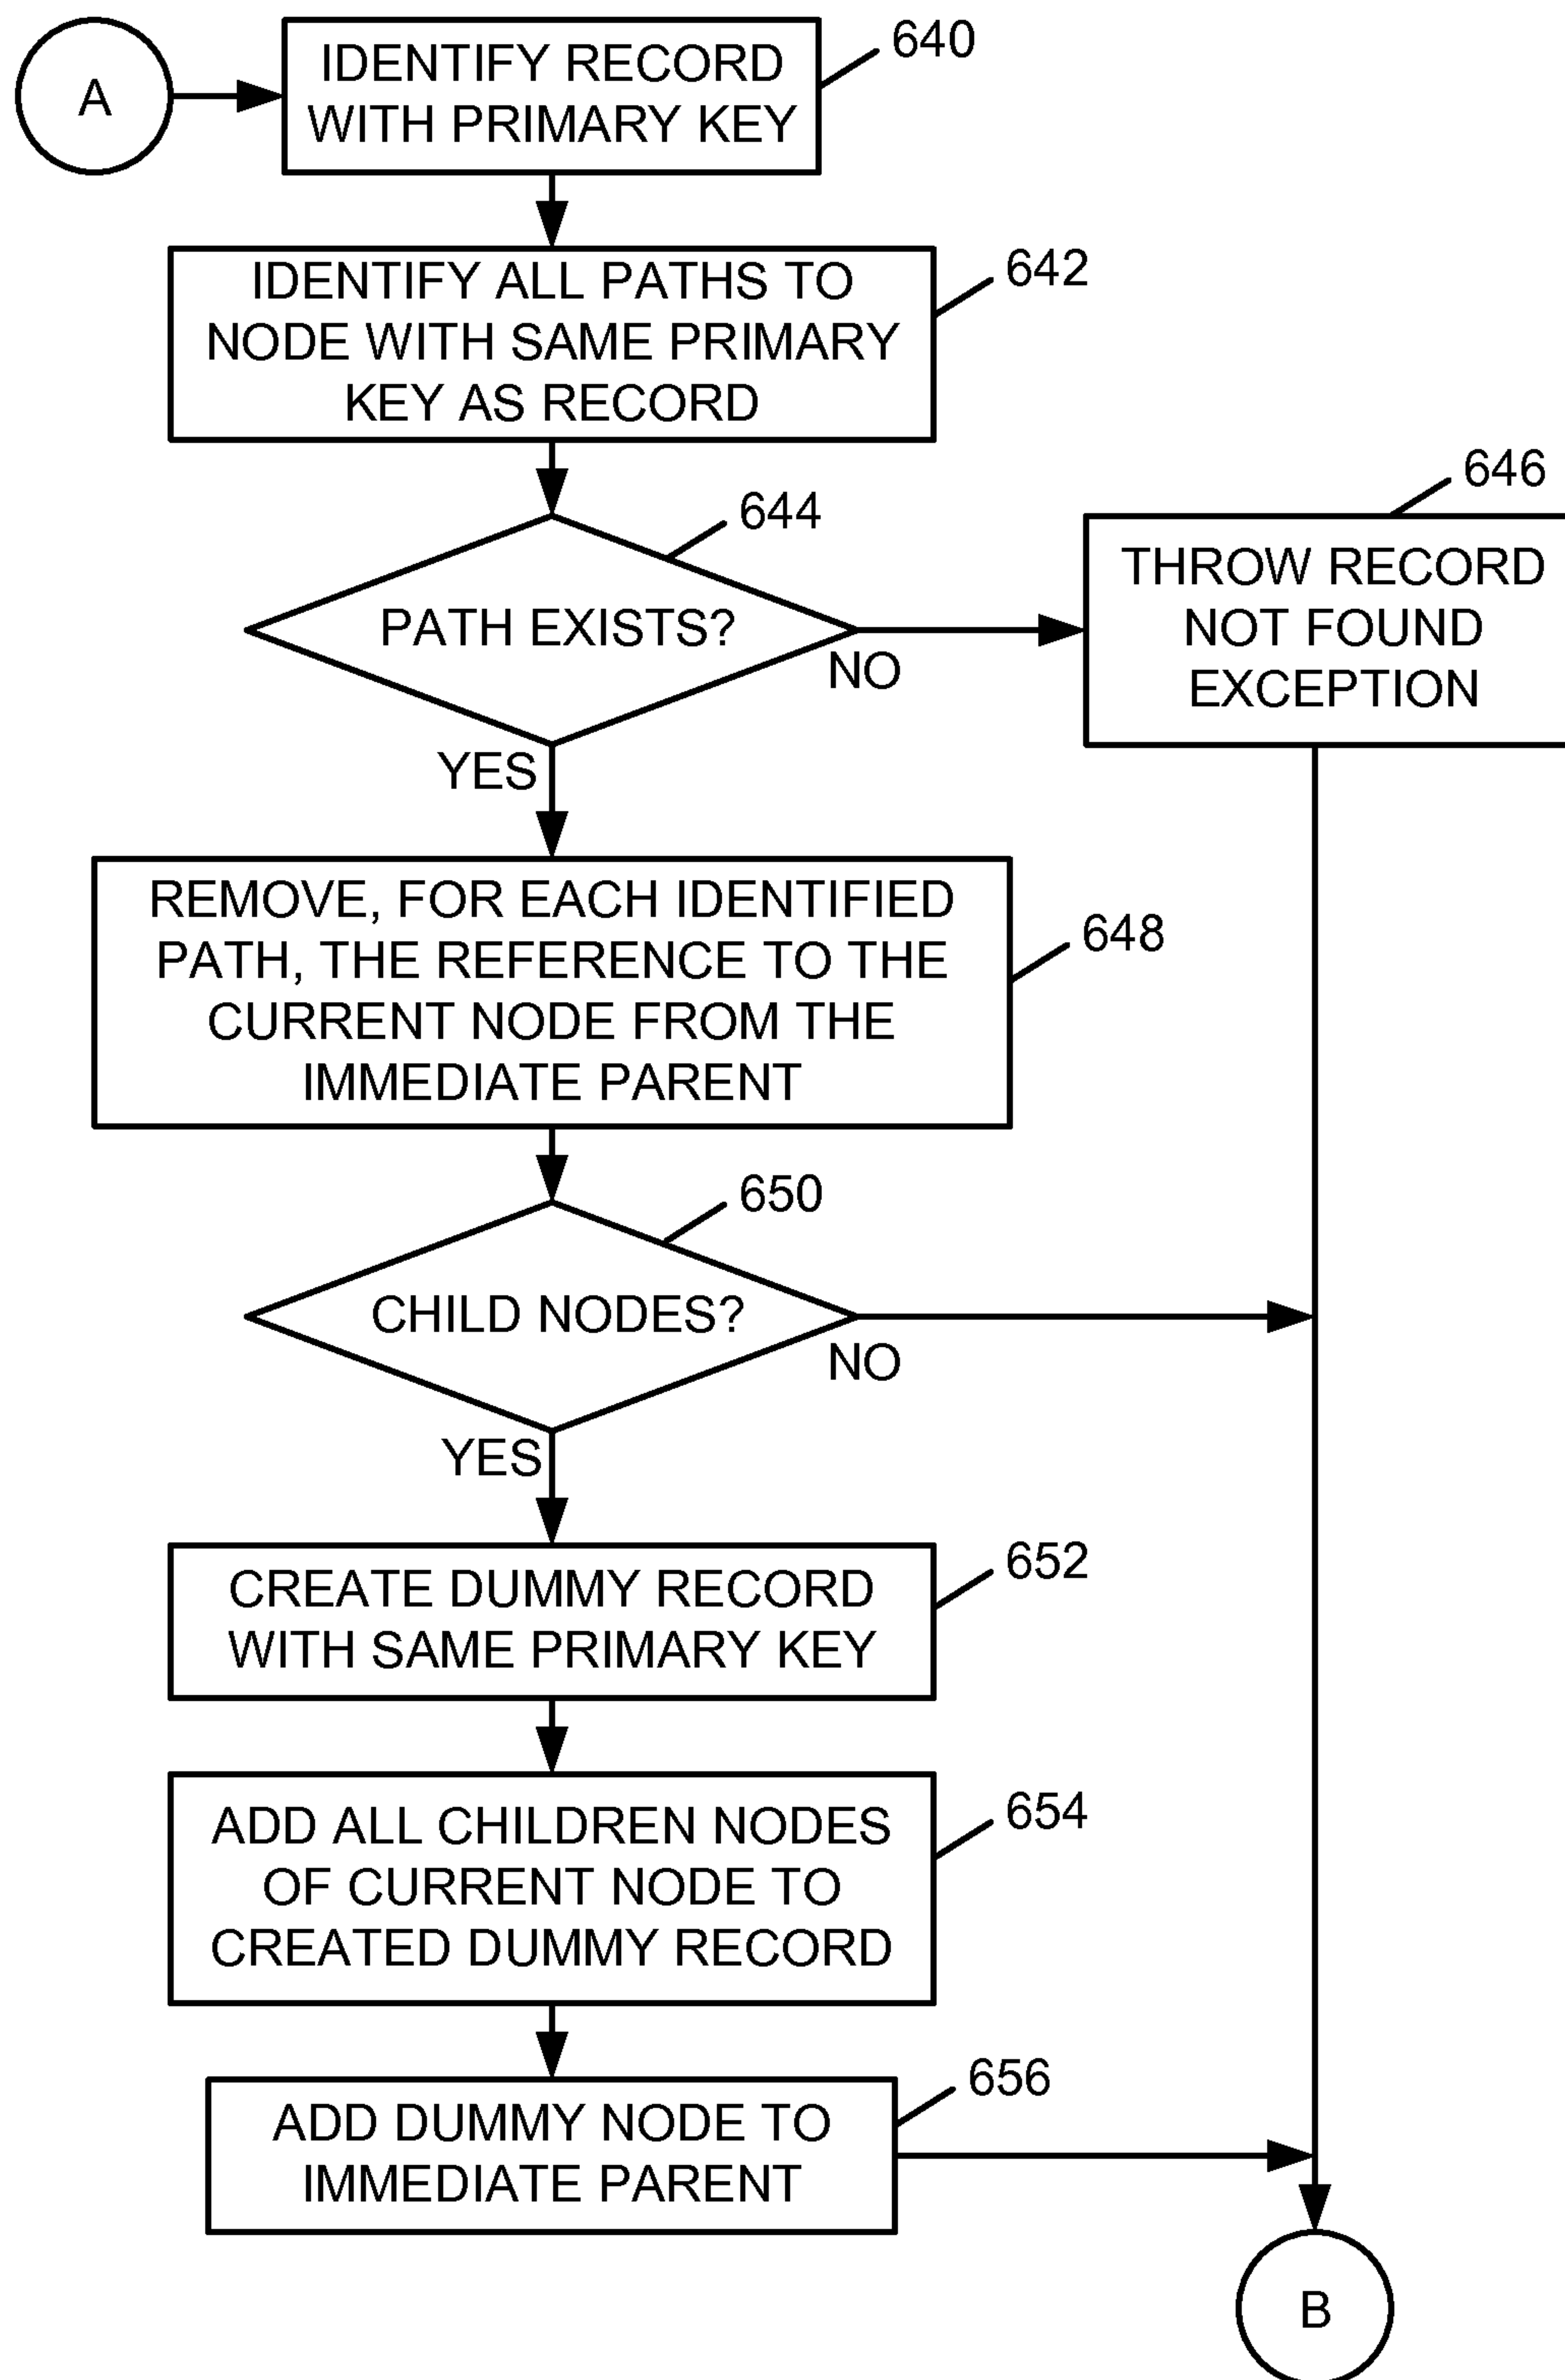 A
IDENTIFY RECORD
WITH PRIMARY KEY
640
IDENTIFY ALL PATHS TO
NODE WITH SAME PRIMARY
KEY AS RECORD
642
644
PATH EXISTS?
NO
YES
646
THROW RECORD
NOT FOUND
EXCEPTION
REMOVE, FOR EACH IDENTIFIED
PATH, THE REFERENCE TO THE
CURRENT NODE FROM THE
IMMEDIATE PARENT
648
650
CHILD NODES?
NO
YES
CREATE DUMMY RECORD
WITH SAME PRIMARY KEY
652
ADD ALL CHILDREN NODES
OF CURRENT NODE TO
CREATED DUMMY RECORD
654
656
ADD DUMMY NODE TO
IMMEDIATE PARENT
B